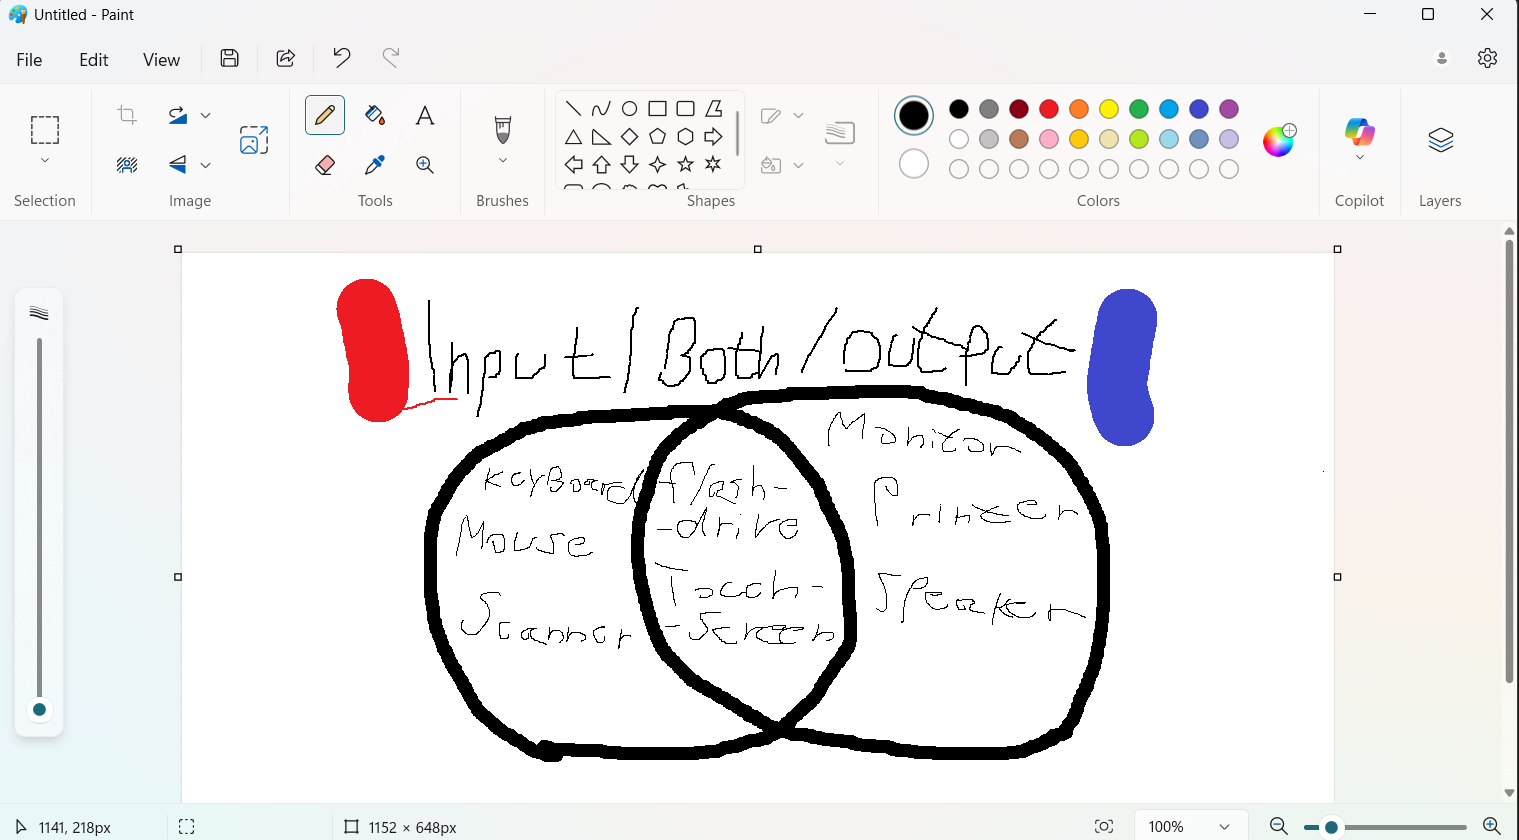 Untitled - Paint
File Edit View
Selection Image Tools Brushes Shapes Colors Copilot Layers
Input/Both/output
Monitor
KeyBoard flash-
-drive
Printer
Mouse
Toach-
Speaker
Scanner -Screen
1141, 218px 1152 × 648px 100%